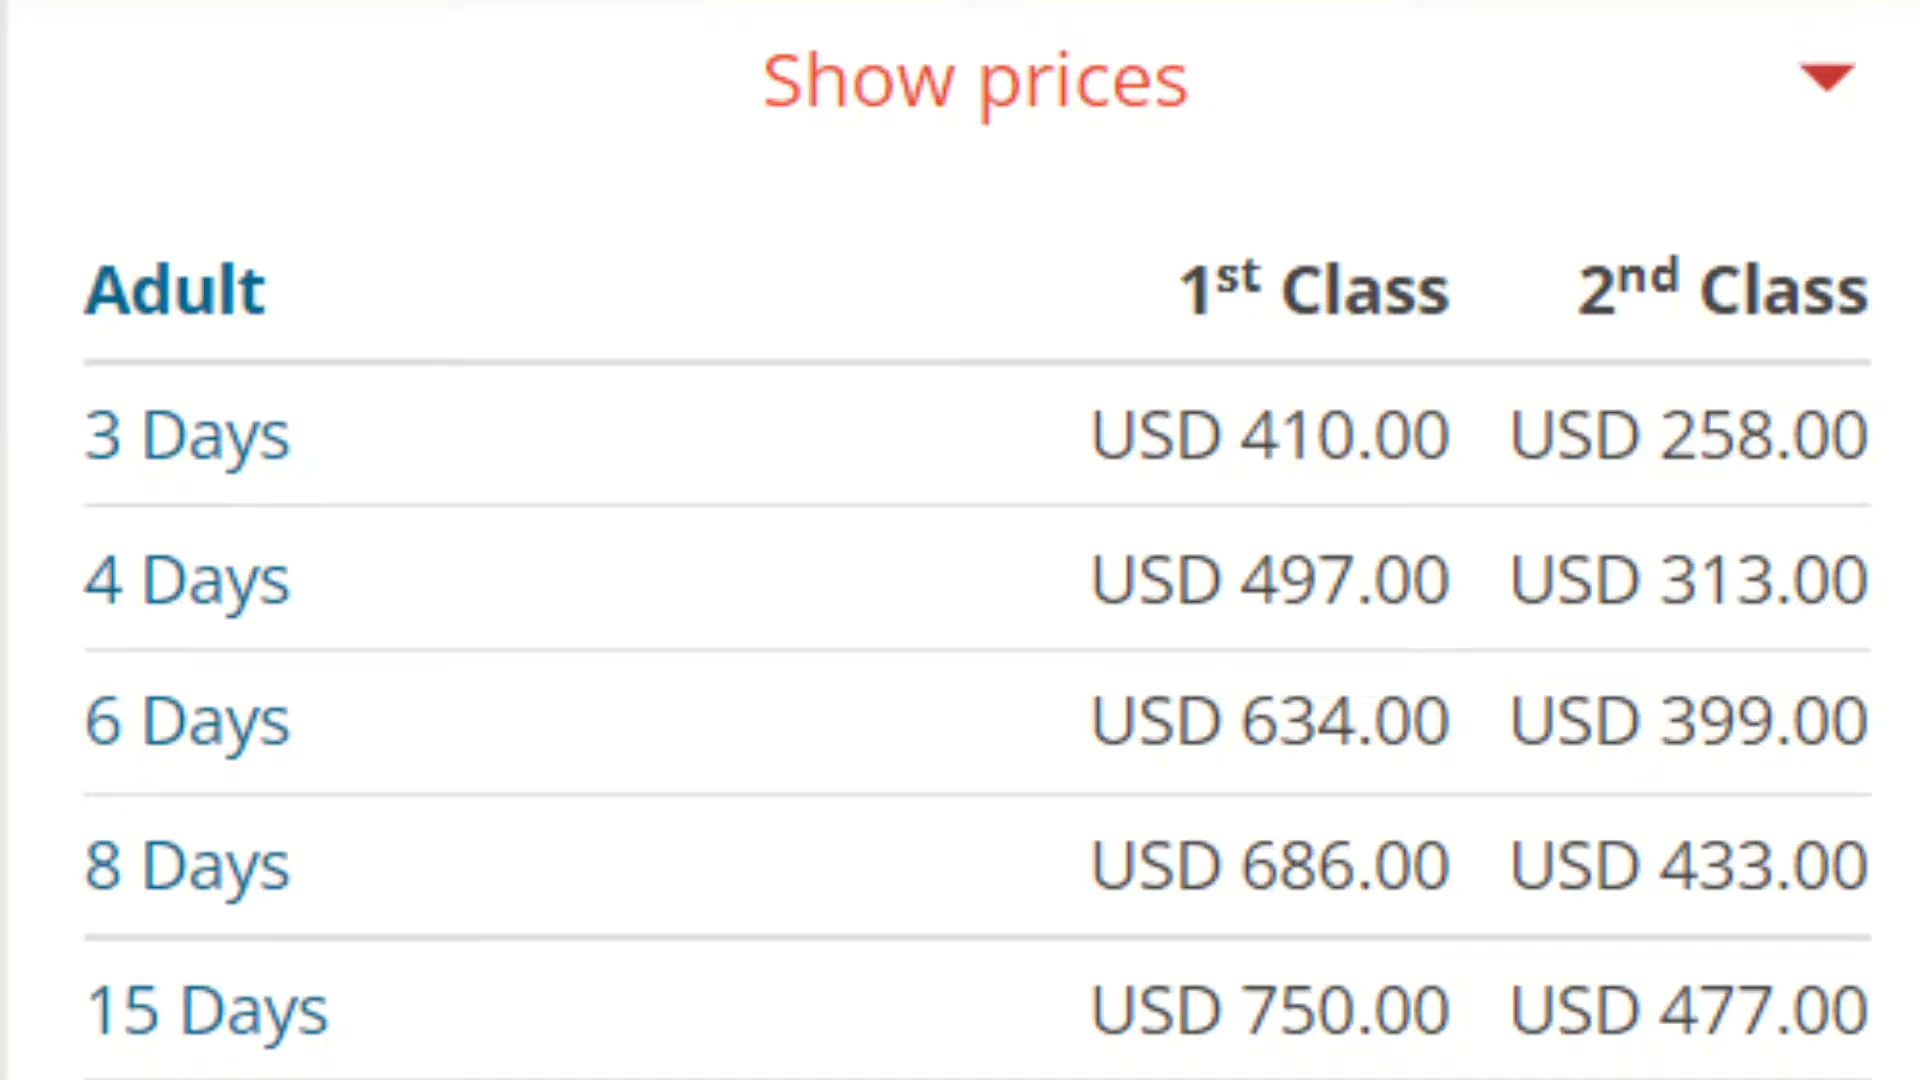 Show prices
Adult 1st Class 2nd Class
3 Days USD 410.00 USD 258.00
4 Days USD 497.00 USD 313.00
6 Days USD 634.00 USD 399.00
8 Days USD 686.00 USD 433.00
15 Days USD 750.00 USD 477.00